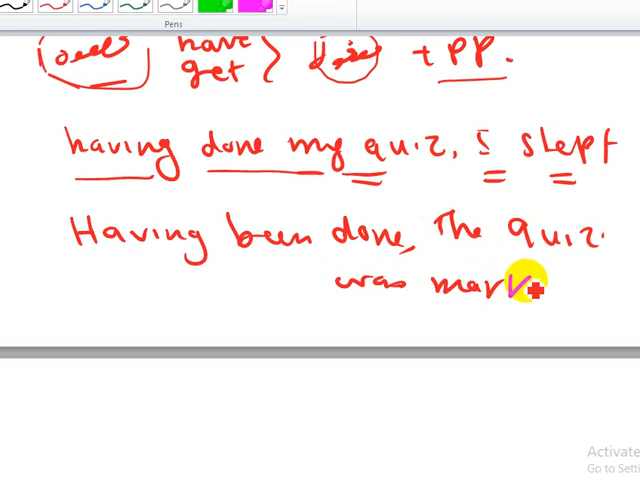 Pens
have
get } + PP.
having done my quiz, I slept
Having been done, The quiz
was mark
Activate
Go to Setti